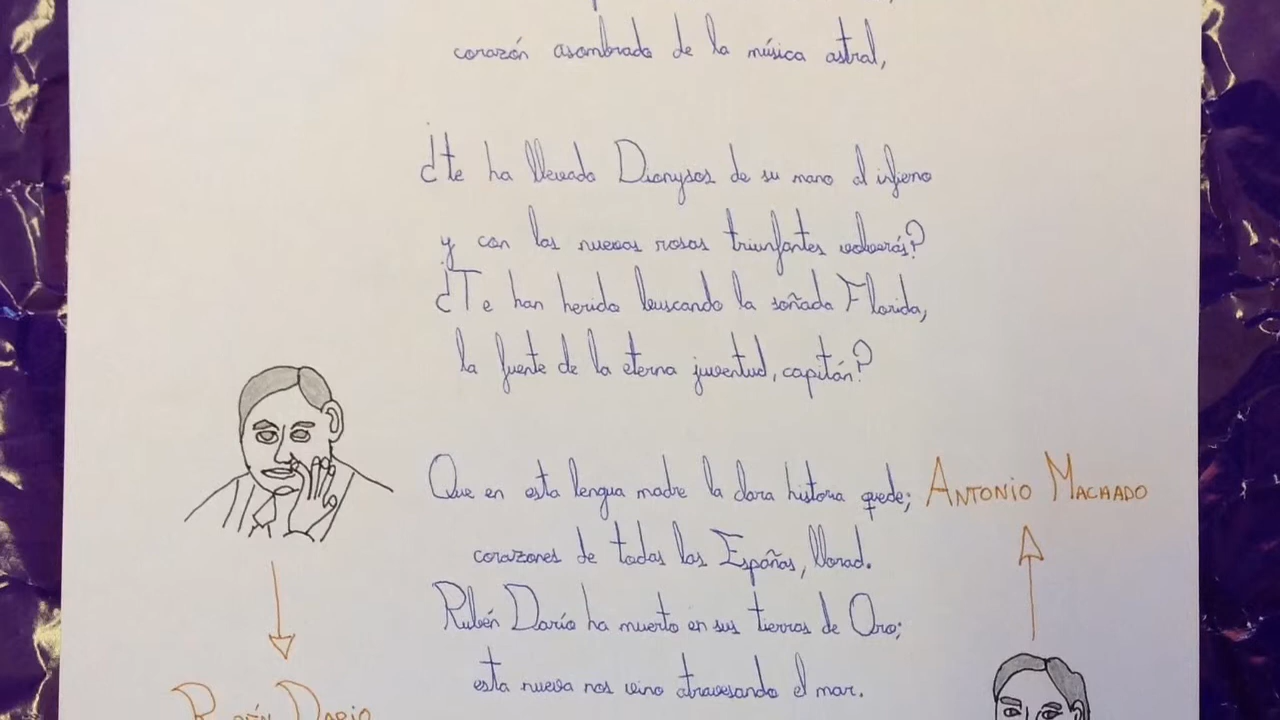 corazón asombrado de la música astral,
¿te ha llevado Dionysos de su mano al infierno
y con las nuevas rosas triunfantes volverás?
¿Te han herido buscando la soñada Florida,
la fuente de la eterna juventud, capitán?
Que en esta lengua madre la clara historia quede;
ANTONIO MACHADO
corazones de todas las Españas, llorad.
Rubén Darío ha muerto en sus tierras de Oro;
esta nueva nos vino atravesando el mar.
RUBÉN DARIO